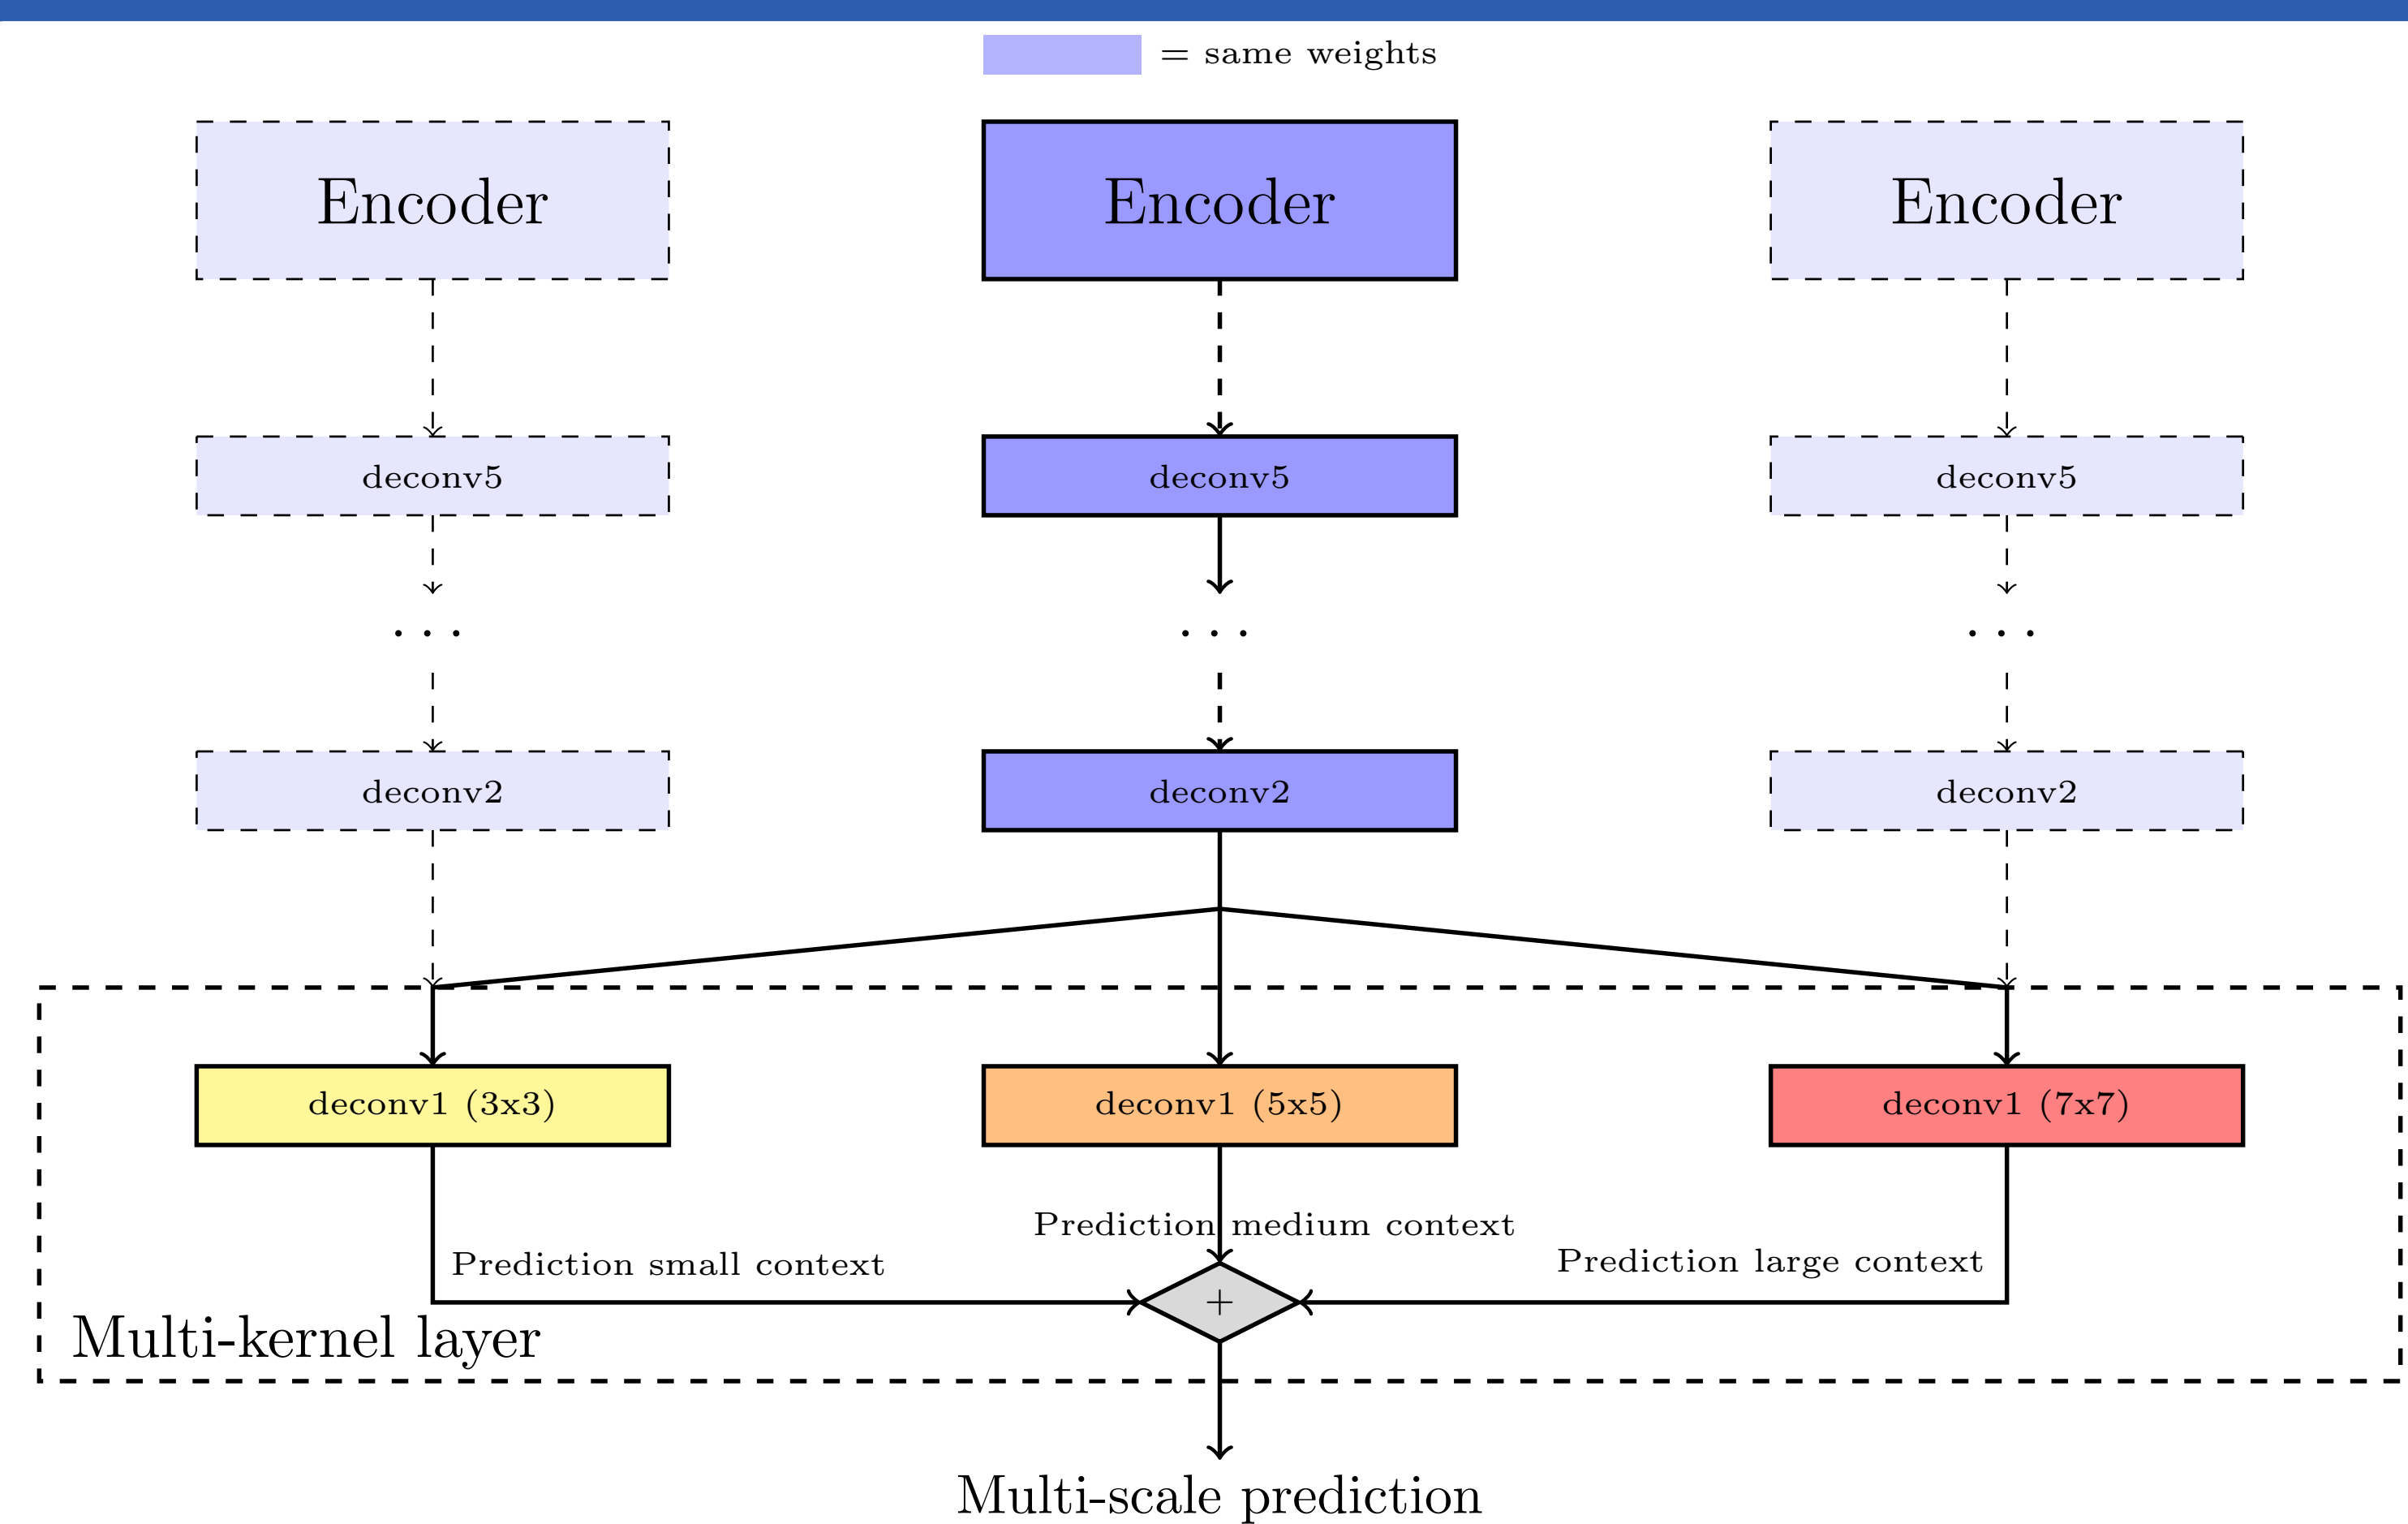 = same weights
Encoder
Encoder
Encoder
deconv5
deconv5
deconv5
...
...
...
deconv2
deconv2
deconv2
deconv1 (3x3)
deconv1 (5x5)
deconv1 (7x7)
Prediction medium context
Prediction small context
Prediction large context
+
Multi-kernel layer
Multi-scale prediction